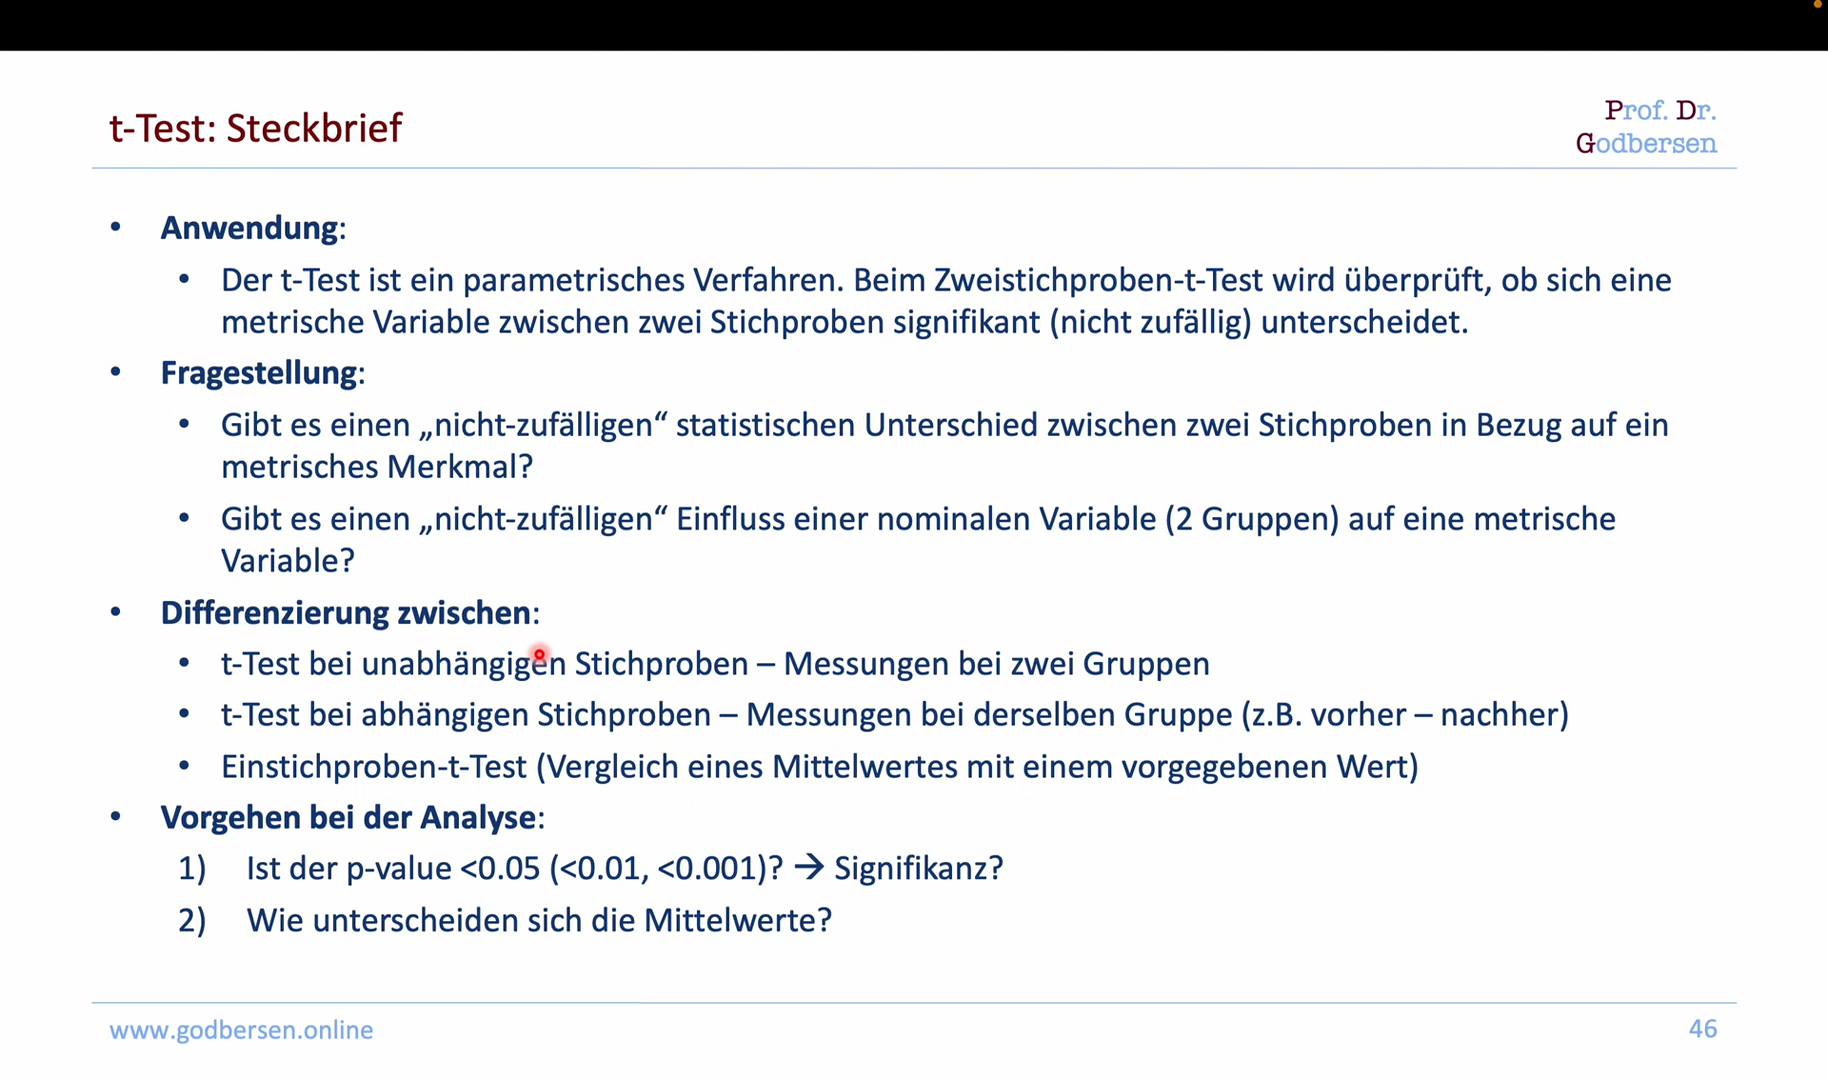 t-Test: Steckbrief
Prof. Dr.
Godbersen
• Anwendung:
• Der t-Test ist ein parametrisches Verfahren. Beim Zweistichproben-t-Test wird überprüft, ob sich eine
metrische Variable zwischen zwei Stichproben signifikant (nicht zufällig) unterscheidet.
• Fragestellung:
• Gibt es einen „nicht-zufälligen“ statistischen Unterschied zwischen zwei Stichproben in Bezug auf ein
metrisches Merkmal?
• Gibt es einen „nicht-zufälligen“ Einfluss einer nominalen Variable (2 Gruppen) auf eine metrische
Variable?
• Differenzierung zwischen:
• t-Test bei unabhängigen Stichproben – Messungen bei zwei Gruppen
• t-Test bei abhängigen Stichproben – Messungen bei derselben Gruppe (z.B. vorher – nachher)
• Einstichproben-t-Test (Vergleich eines Mittelwertes mit einem vorgegebenen Wert)
• Vorgehen bei der Analyse:
1) Ist der p-value <0.05 (<0.01, <0.001)? → Signifikanz?
2) Wie unterscheiden sich die Mittelwerte?
www.godbersen.online
46